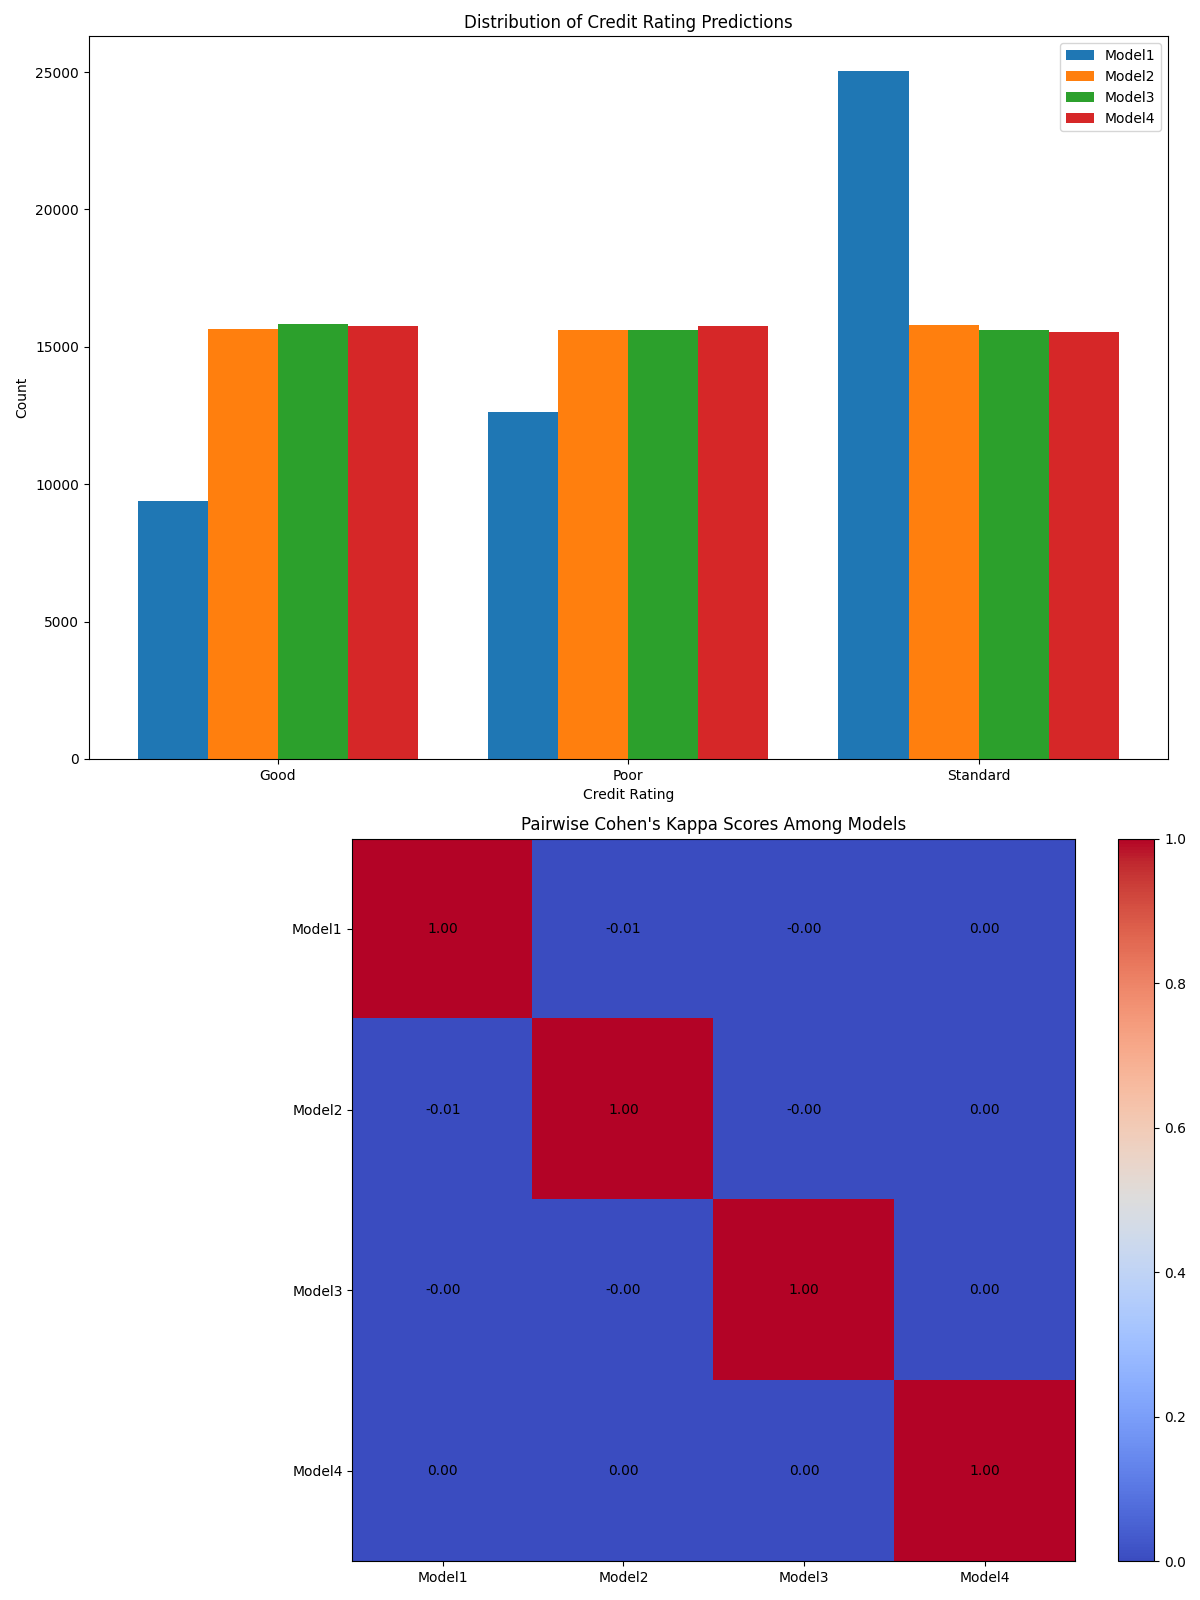 Distribution of Credit Rating Predictions
Model1
Model2
Model3
Model4
25000
20000
15000
10000
5000
0
Count
Good Poor Standard
Credit Rating
Pairwise Cohen's Kappa Scores Among Models
Model1 1.00 -0.01 -0.00 0.00
Model2 -0.01 1.00 -0.00 0.00
Model3 -0.00 -0.00 1.00 0.00
Model4 0.00 0.00 0.00 1.00
Model1 Model2 Model3 Model4
1.0
0.8
0.6
0.4
0.2
0.0